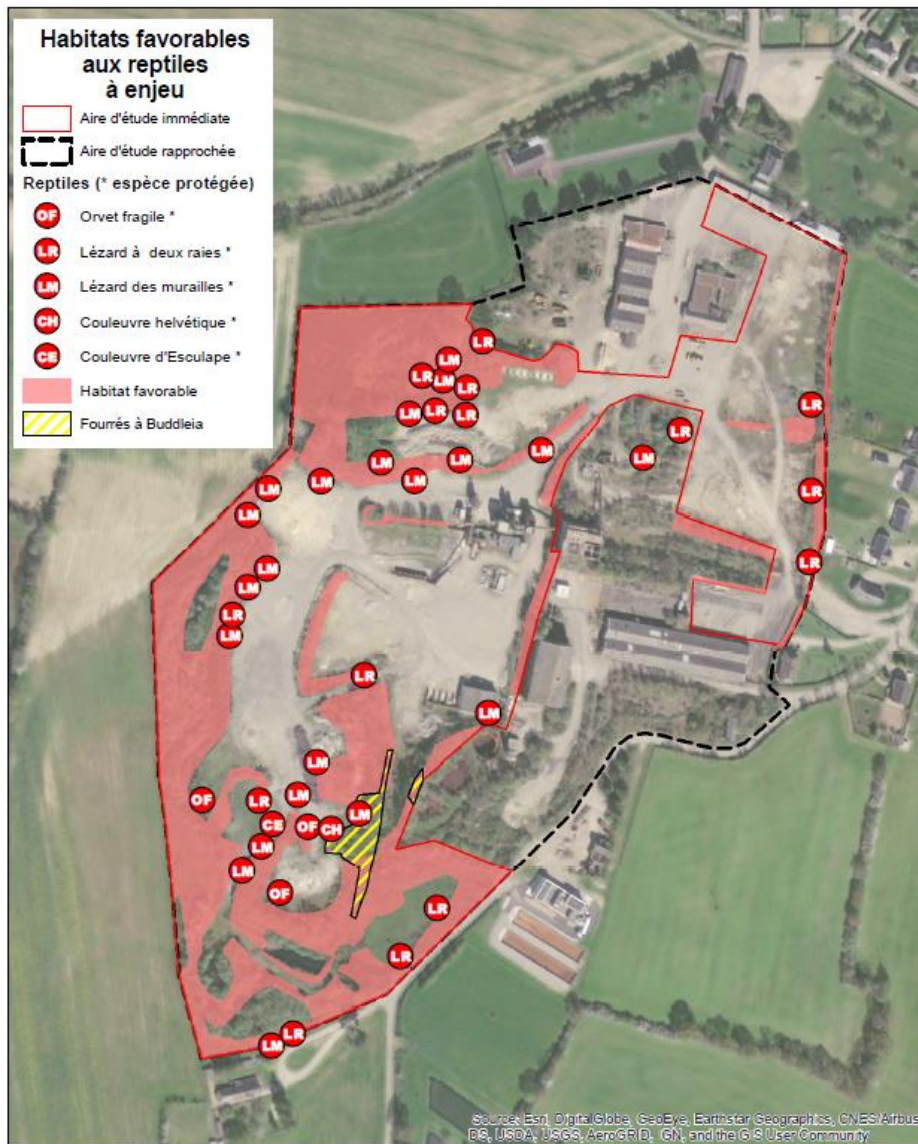 Habitats favorables
aux reptiles
à enjeu
Aire d'étude immédiate
Aire d'étude rapprochée
Reptiles (* espèce protégée)
OF Orvet fragile *
LR Lézard à deux raies *
LM Lézard des murailles *
CH Couleuvre helvétique *
CE Couleuvre d'Esculape *
Habitat favorable
Fourrés à Buddleia
LR
LM
LR LM LR
LR
LM LR LR
LR
LM LM LM LM
LM LM
LM LR
LM
LR
LM
LM
LR
LM
LR
LM
LM
LM
OF LR
LM
CE OF CH
LM
LM
OF
LR
LR
LR
LM
Source: Esri, DigitalGlobe, GeoEye, Earthstar Geographics, CNES/Airbus
DS, USDA, USGS, AeroGRID, GN, and the GIS User Community